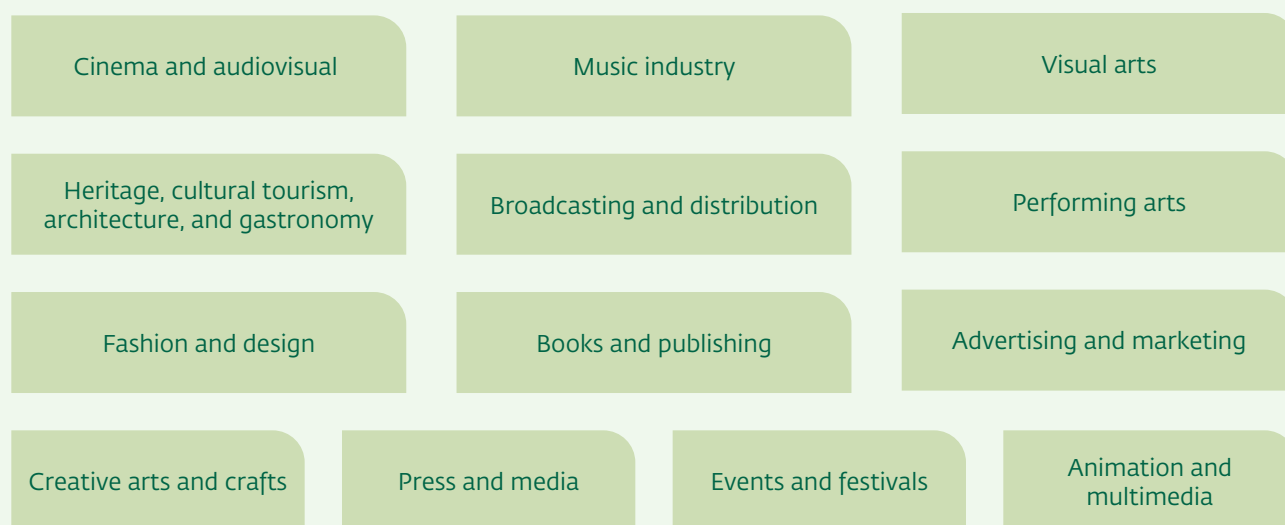 Cinema and audiovisual
Music industry
Visual arts
Heritage, cultural tourism,
architecture, and gastronomy
Broadcasting and distribution
Performing arts
Fashion and design
Books and publishing
Advertising and marketing
Creative arts and crafts
Press and media
Events and festivals
Animation and
multimedia